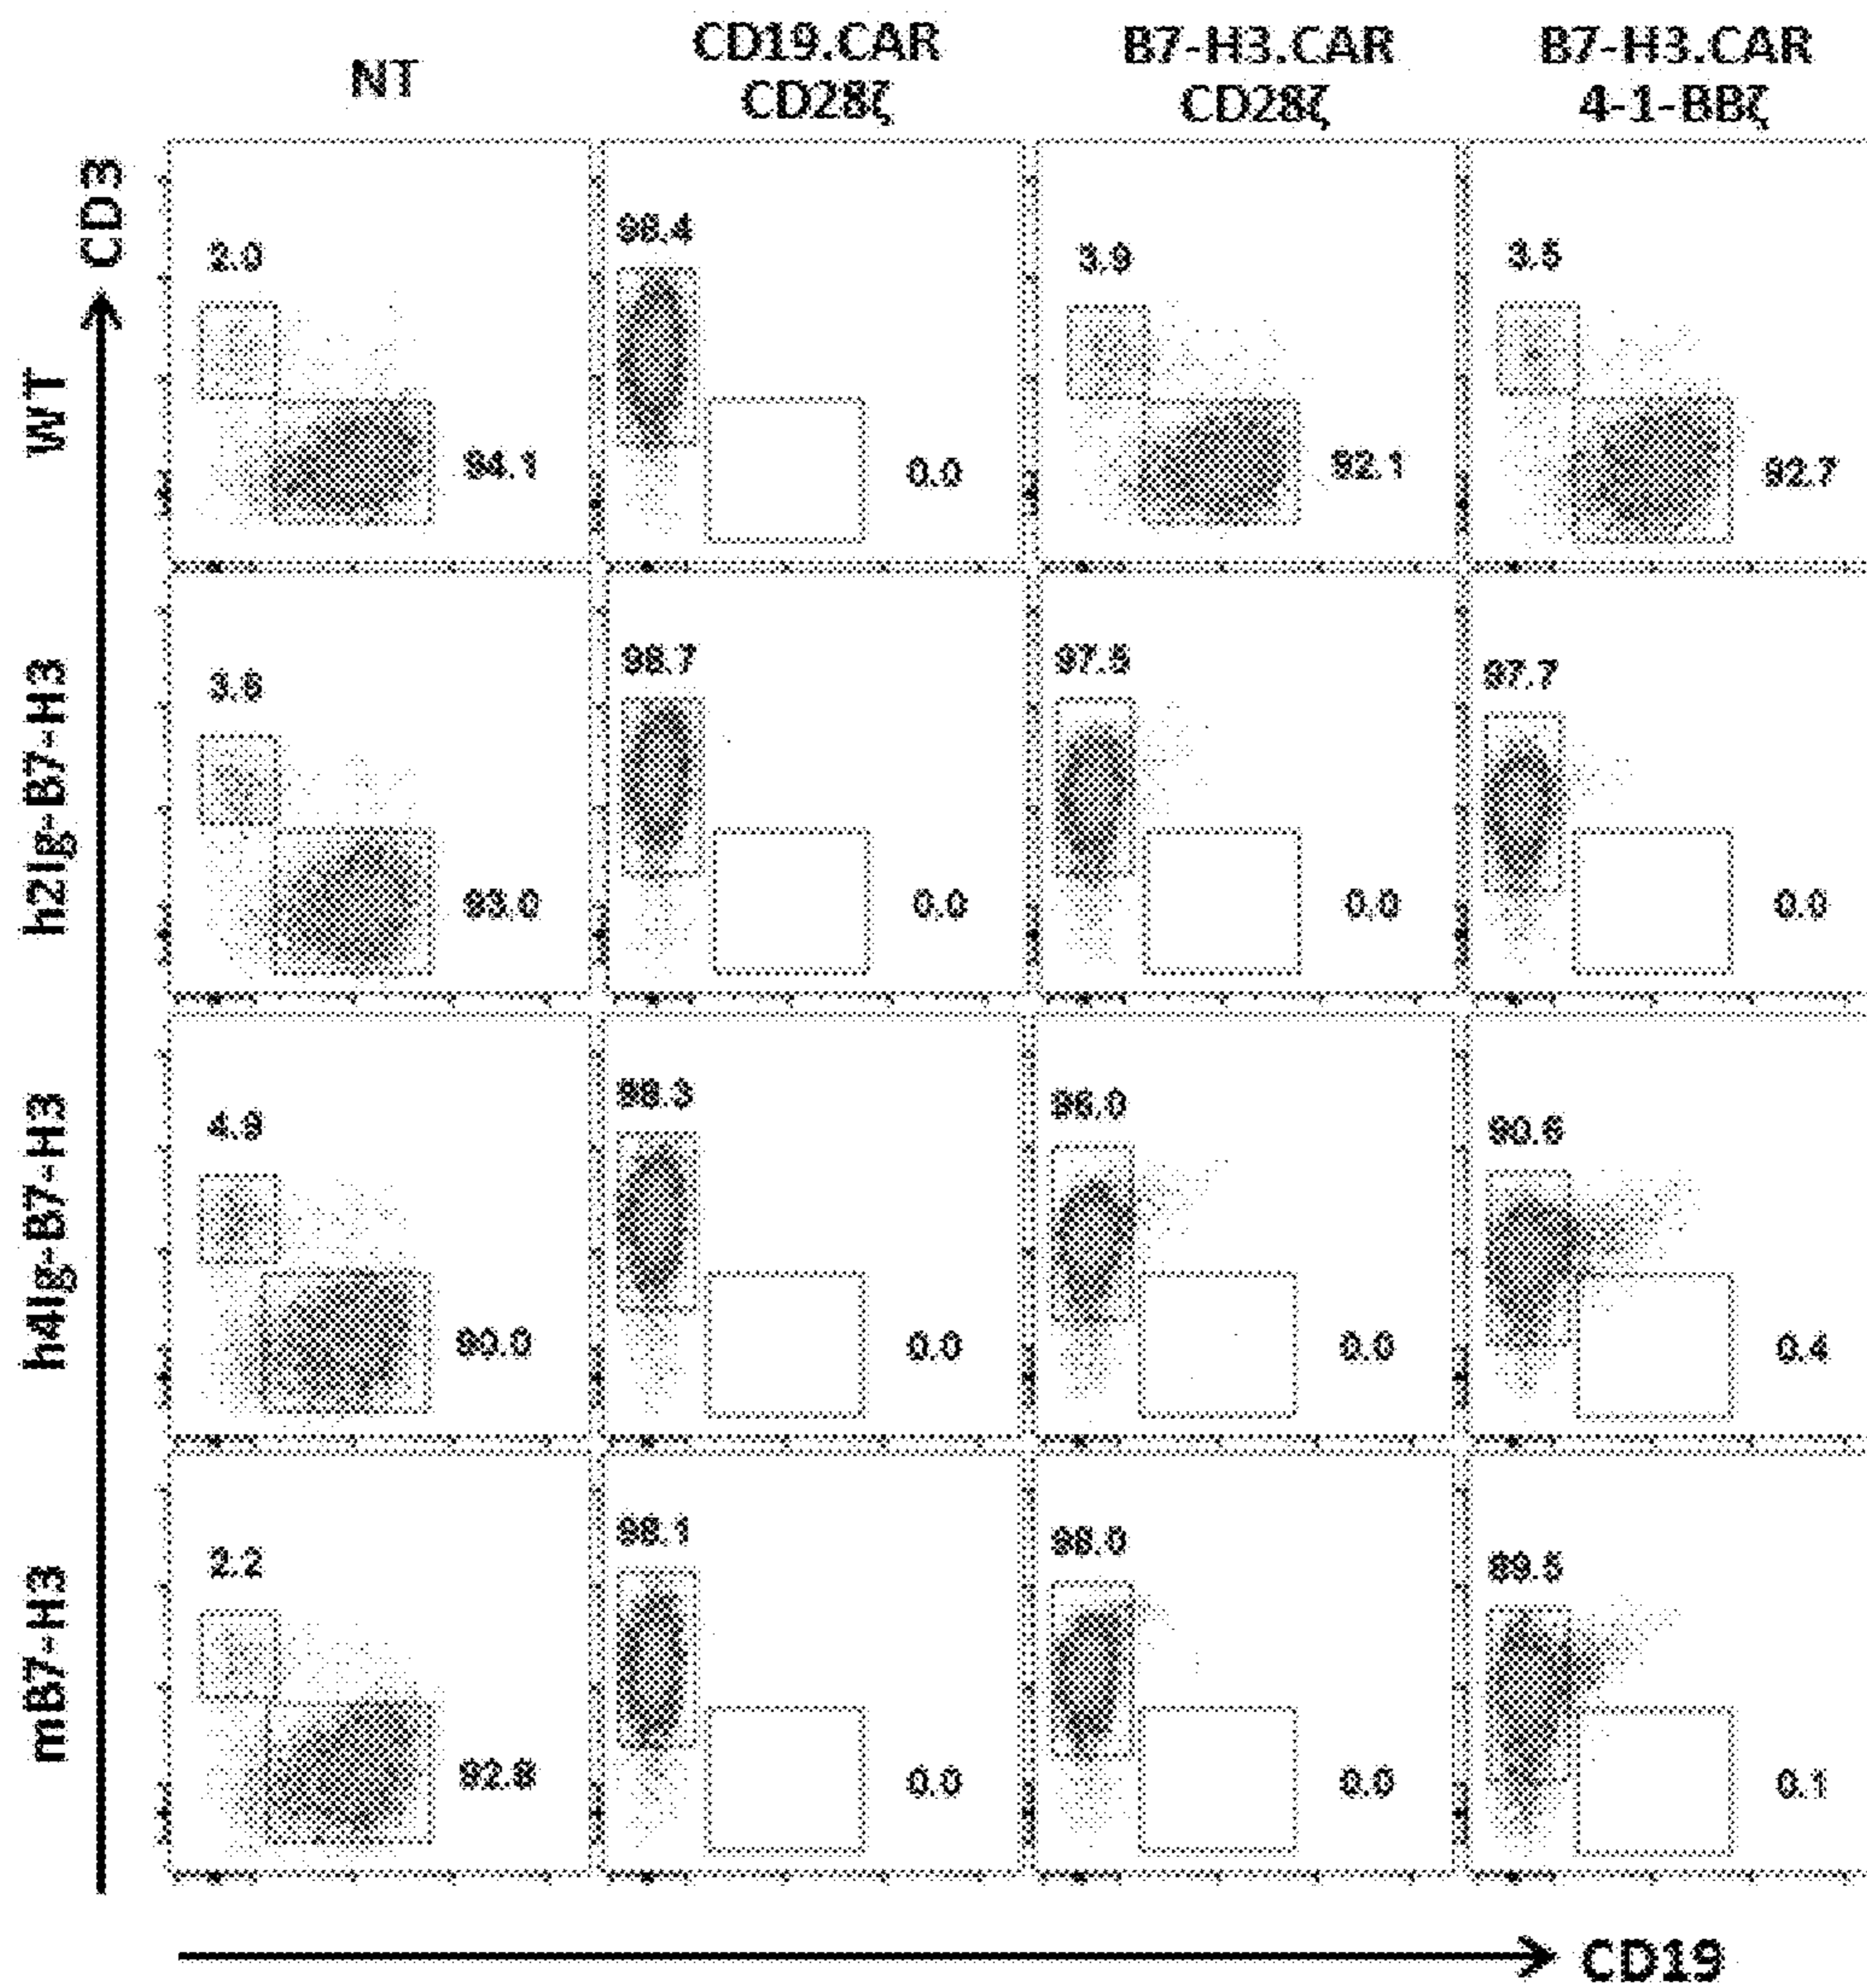 NT
CD19.CAR
CD28ζ
B7-H3.CAR
CD28ζ
B7-H3.CAR
4-1-BBζ
CD3
WT
2.0
94.1
98.4
0.0
3.9
92.1
3.5
92.7
h2Ig-B7-H3
3.6
93.0
98.7
0.0
97.5
0.0
97.7
0.0
h4Ig-B7-H3
4.9
90.0
98.3
0.0
96.0
0.0
90.6
0.4
mB7-H3
2.2
92.8
98.1
0.0
98.0
0.0
89.5
0.1
CD19